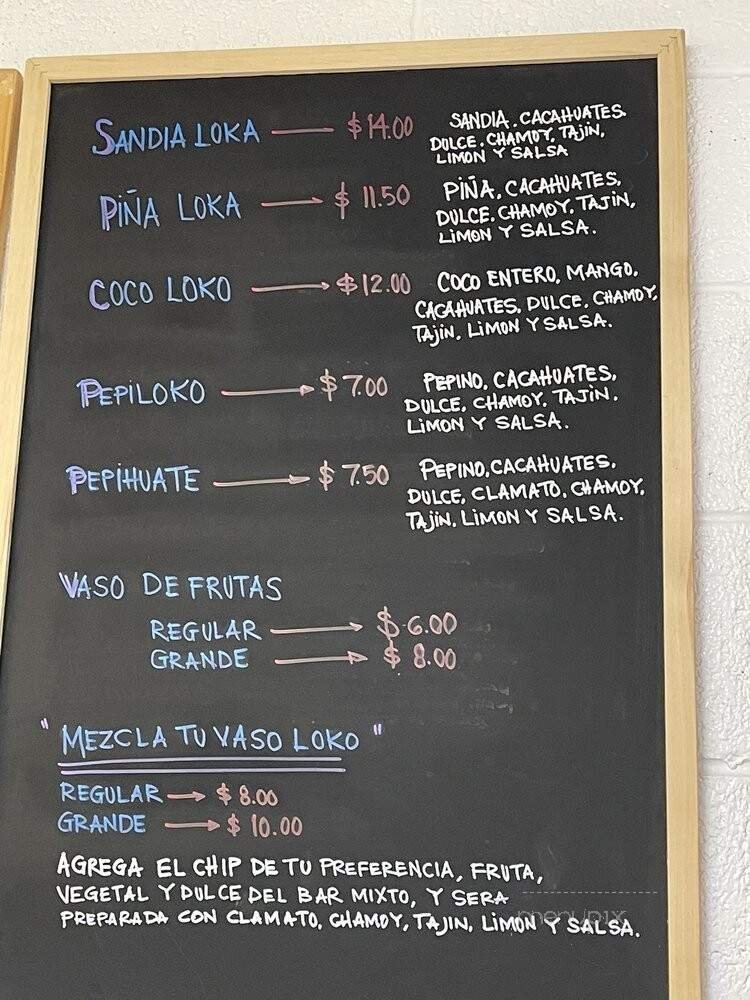 SANDIA LOKA — $14.00 SANDIA. CACAHUATES.
DULCE. CHAMOY, TAJIN,
LIMON Y SALSA
PIÑA LOKA → $ 11.50 PIÑA, CACAHUATES,
DULCE, CHAMOY, TAJIN,
LIMON Y SALSA.
COCO LOKO → $12.00 COCO ENTERO, MANGO,
CACAHUATES, DULCE, CHAMOY,
TAJIN, LIMON Y SALSA.
PEPILOKO → $ 7.00 PEPINO, CACAHUATES,
DULCE, CHAMOY, TAJIN.
LIMON Y SALSA.
PEPIHUATE → $ 7.50 PEPINO, CACAHUATES.
DULCE, CLAMATO, CHAMOY,
TAJIN. LIMON Y SALSA.
VASO DE FRUTAS
REGULAR → $ 6.00
GRANDE → $ 8.00
"MEZCLA TU VASO LOKO"
REGULAR → $ 8.00
GRANDE → $ 10.00
AGREGA EL CHIP DE TU PREFERENCIA, FRUTA,
VEGETAL Y DULCE DEL BAR MIXTO, Y SERA
PREPARADA CON CLAMATO, CHAMOY, TAJIN, LIMON Y SALSA.
menupix